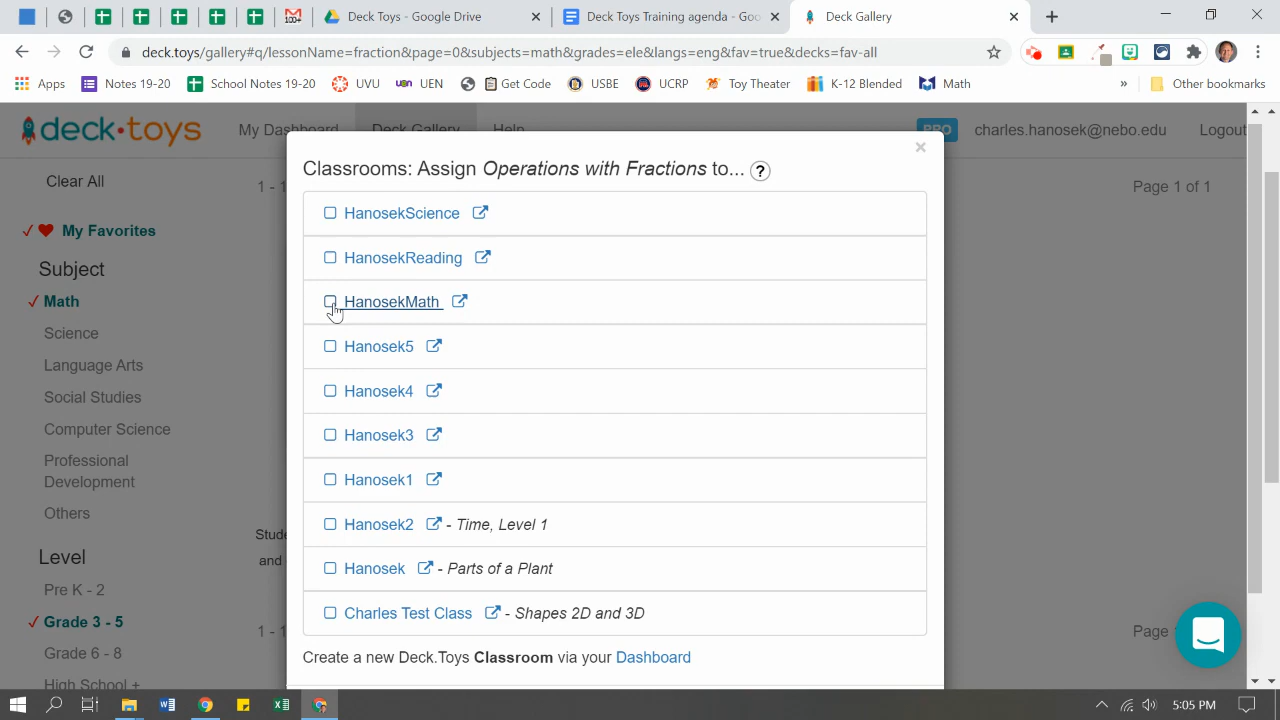 Deck Toys - Google Drive
Deck Toys Training agenda - Goo
Deck Gallery
deck.toys/gallery#q/lessonName=fraction&page=0&subjects=math&grades=ele&langs=eng&fav=true&decks=fav-all
Apps Notes 19-20 School Notes 19-20 UVU UEN Get Code USBE UCRP Toy Theater K-12 Blended Math » Other bookmarks
deck•toys My Dashboard Deck Gallery Help PRO charles.hanosek@nebo.edu Logout
Clear All
1 - 1
Page 1 of 1
My Favorites
Subject
Math
Science
Language Arts
Social Studies
Computer Science
Professional
Development
Others
Level
Pre K - 2
Grade 3 - 5
Grade 6 - 8
High School +
Stude
and
1 - 1
Page
Classrooms: Assign Operations with Fractions to... ?
×
HanosekScience
HanosekReading
HanosekMath
Hanosek5
Hanosek4
Hanosek3
Hanosek1
Hanosek2 - Time, Level 1
Hanosek - Parts of a Plant
Charles Test Class - Shapes 2D and 3D
Create a new Deck.Toys Classroom via your Dashboard
5:05 PM